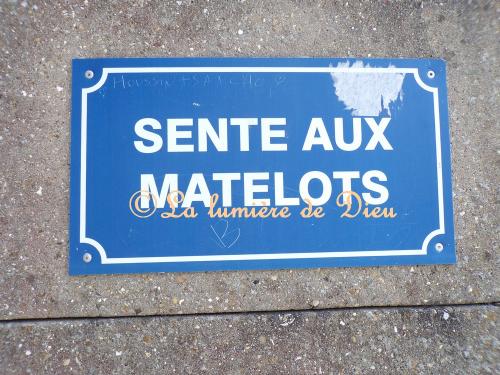 SENTE AUX
MATELOTS
©La lumière de Dieu